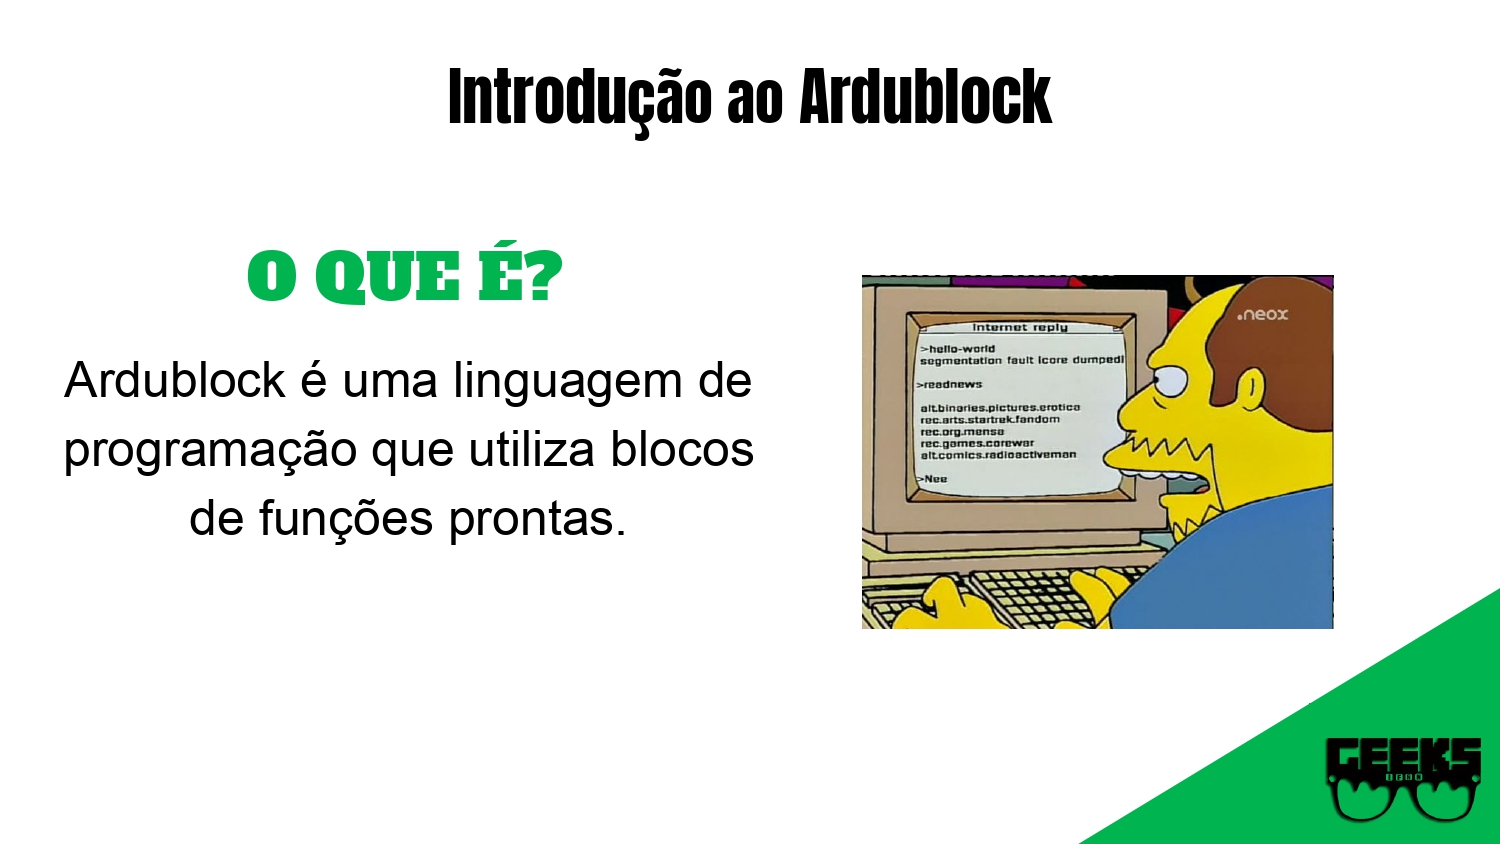 Introdução ao Ardublock
O QUE É?
Ardublock é uma linguagem de
programação que utiliza blocos
de funções prontas.
.neox
Internet reply
>hello-world
segmentation fault (core dumped)
>readnews
alt.binaries.pictures.erotica
rec.arts.startrek.fandom
rec.org.mensa
rec.games.corewar
alt.comics.radioactiveman
>Nee
GEEKS
IFRN